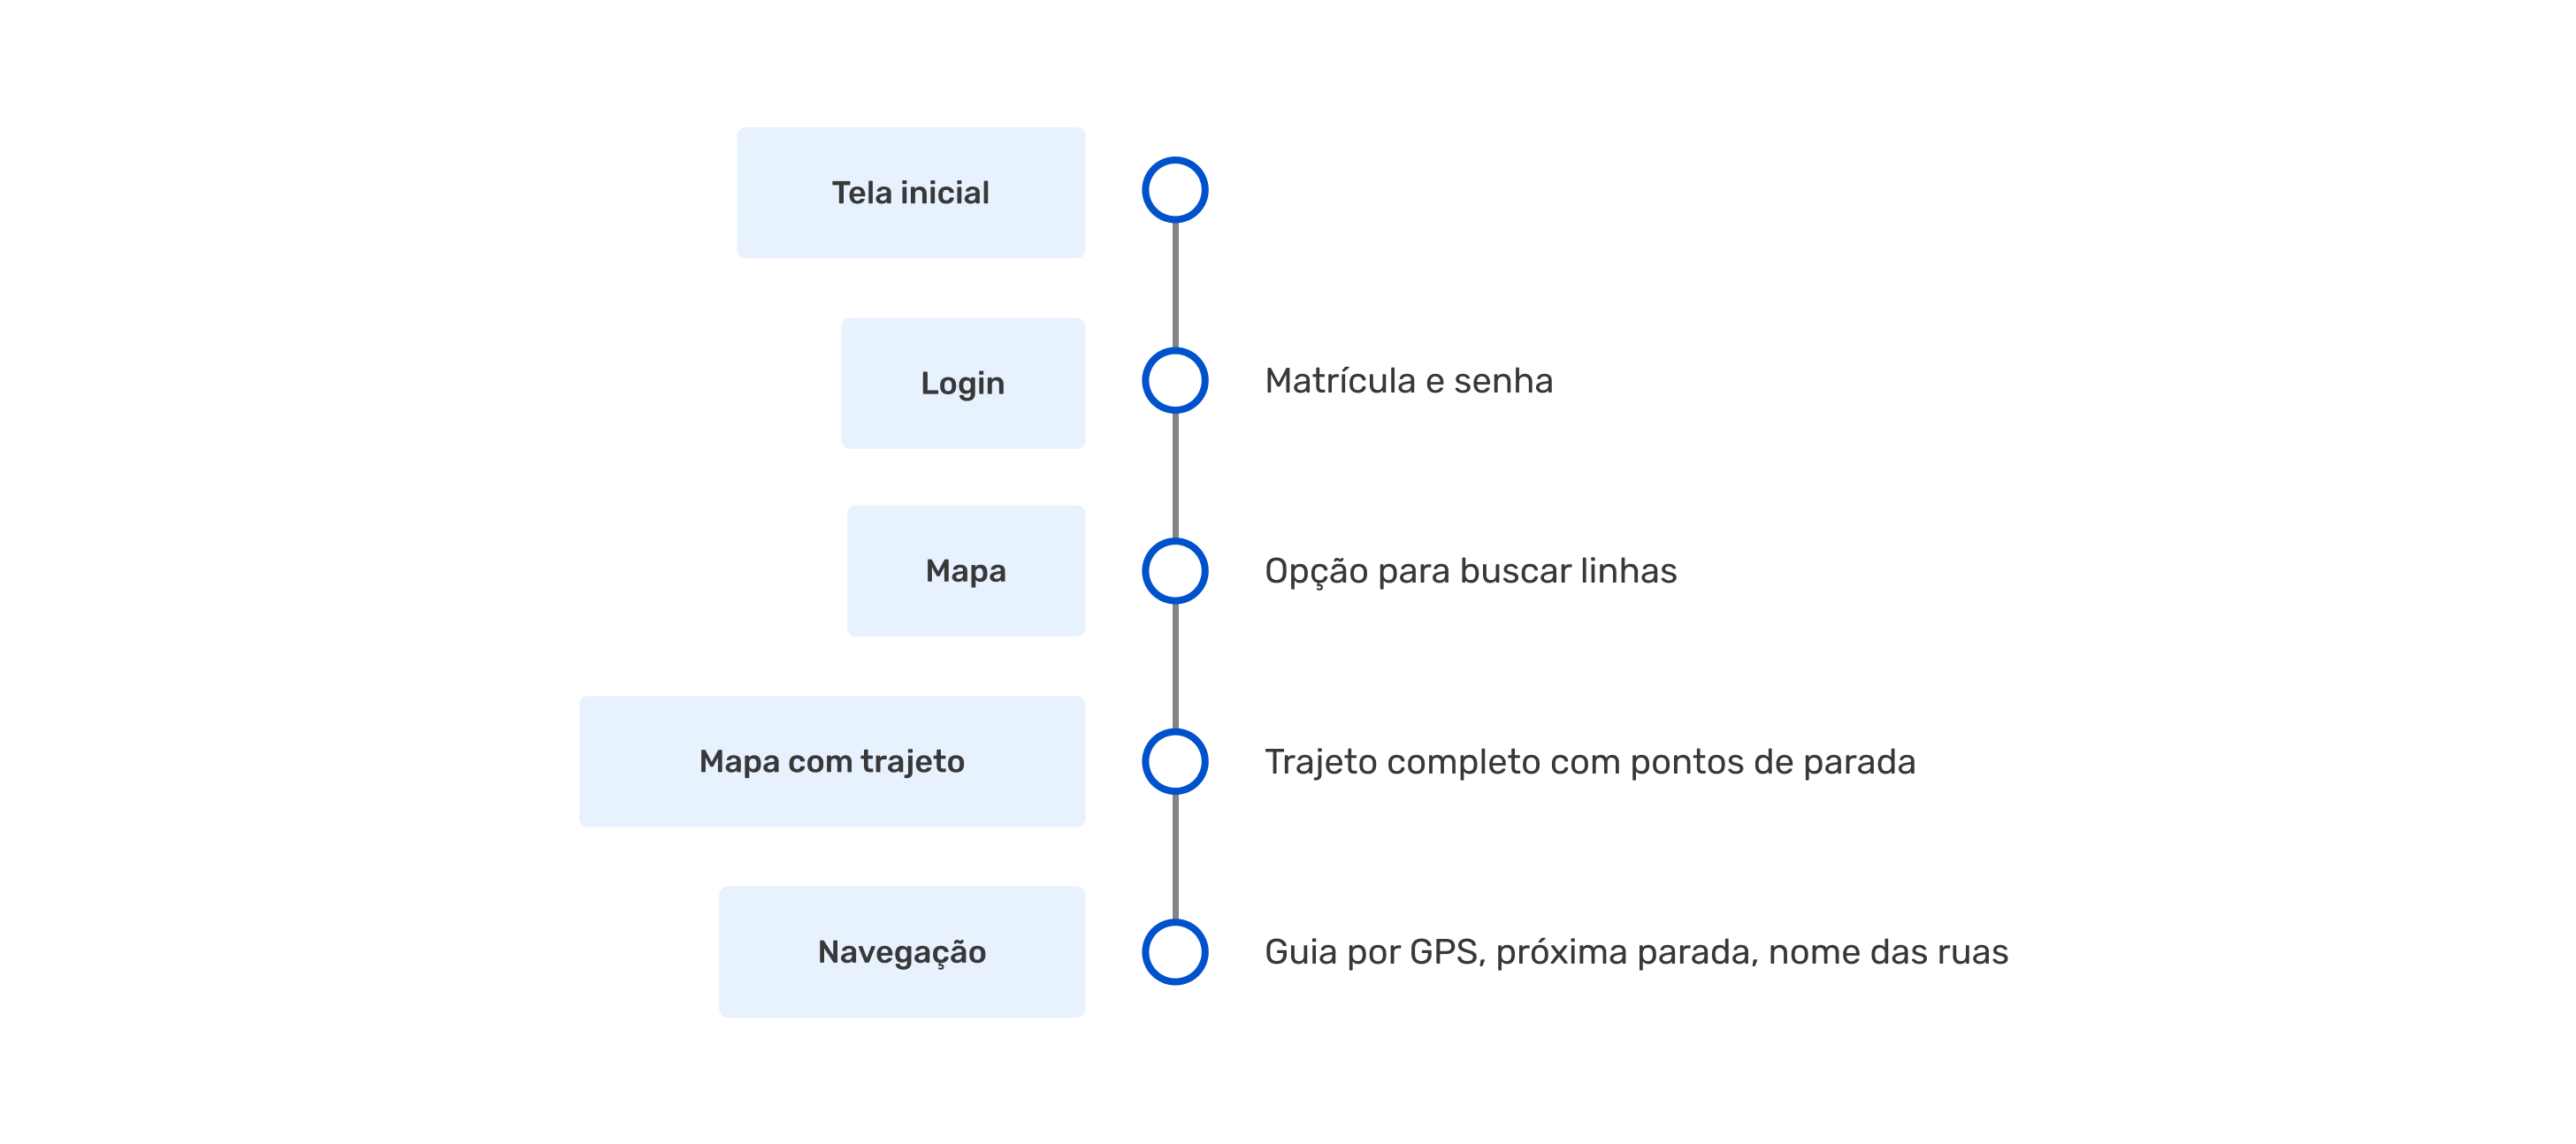 Tela inicial
Login
Matrícula e senha
Mapa
Opção para buscar linhas
Mapa com trajeto
Trajeto completo com pontos de parada
Navegação
Guia por GPS, próxima parada, nome das ruas